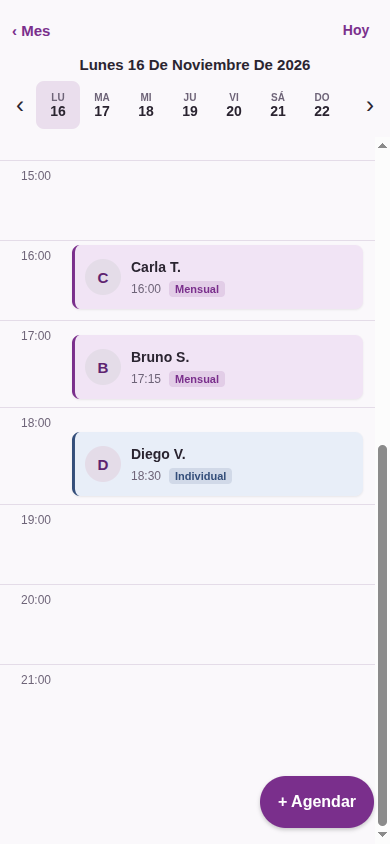 ‹ Mes
Hoy
Lunes 16 De Noviembre De 2026
‹ LU MA MI JU VI SÁ DO ›
16 17 18 19 20 21 22
15:00
16:00
C
Carla T.
16:00 Mensual
17:00
B
Bruno S.
17:15 Mensual
18:00
D
Diego V.
18:30 Individual
19:00
20:00
21:00
+ Agendar